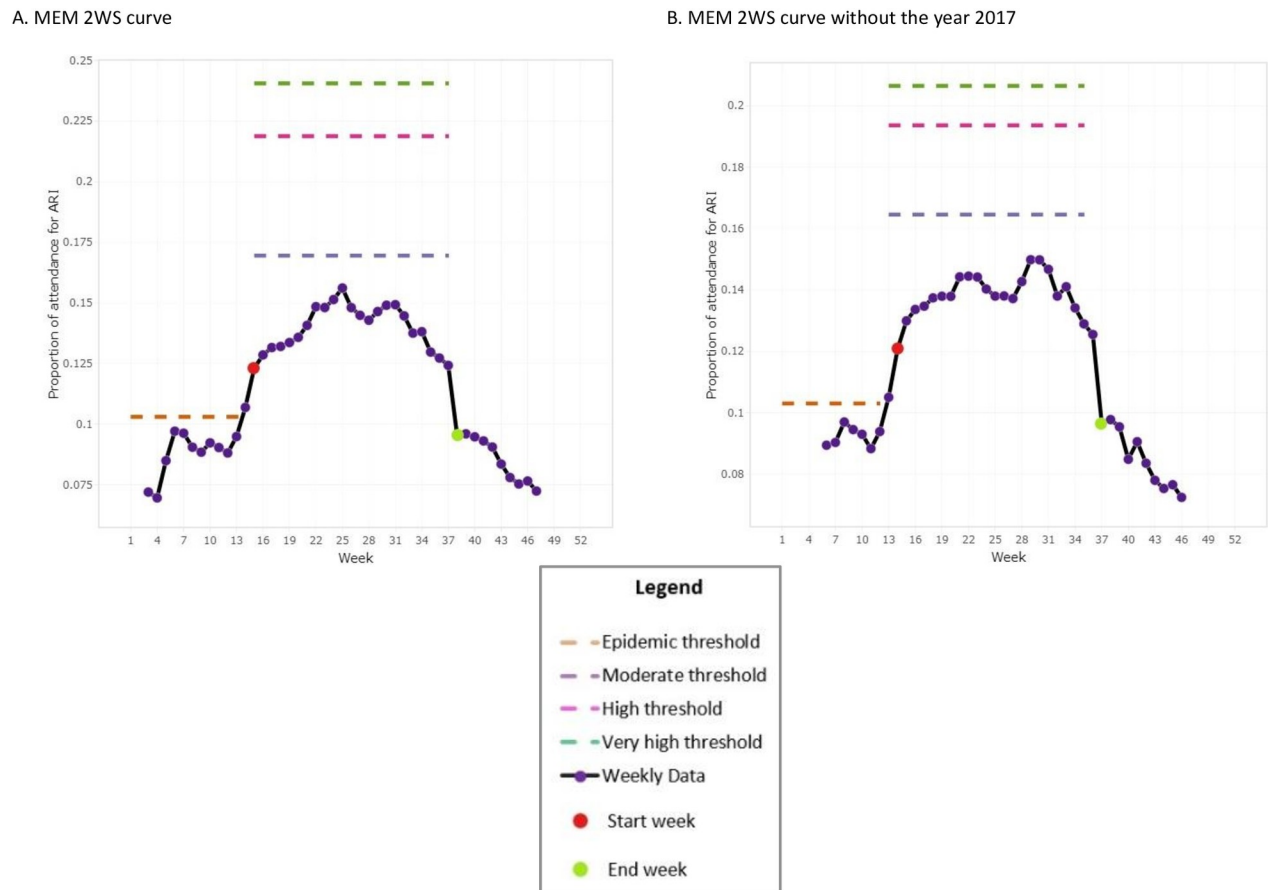 A. MEM 2WS curve
B. MEM 2WS curve without the year 2017
Proportion of attendance for ARI
0.25
0.225
0.2
0.175
0.15
0.125
0.1
0.075
1 4 7 10 13 16 19 22 25 28 31 34 37 40 43 46 49 52
Week
Proportion of attendance for ARI
0.2
0.18
0.16
0.14
0.12
0.1
0.08
1 4 7 10 13 16 19 22 25 28 31 34 37 40 43 46 49 52
Week
Legend
Epidemic threshold
Moderate threshold
High threshold
Very high threshold
Weekly Data
Start week
End week